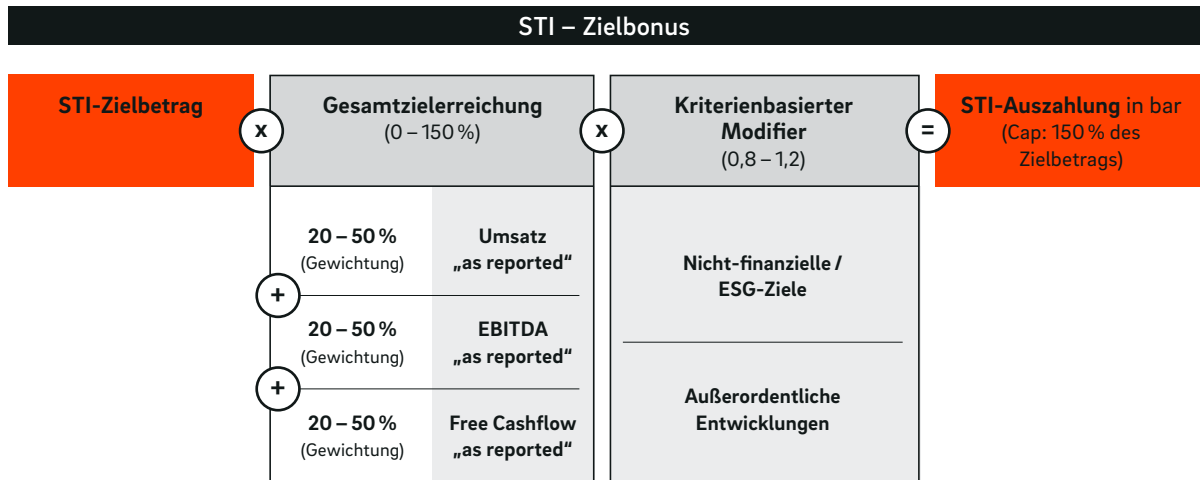 STI – Zielbonus
STI-Zielbetrag
x
Gesamtzielerreichung
(0 – 150 %)
x
Kriterienbasierter
Modifier
(0,8 – 1,2)
=
STI-Auszahlung in bar
(Cap: 150 % des
Zielbetrags)
20 – 50 %
(Gewichtung)
Umsatz
„as reported“
+
20 – 50 %
(Gewichtung)
EBITDA
„as reported“
+
20 – 50 %
(Gewichtung)
Free Cashflow
„as reported“
Nicht-finanzielle /
ESG-Ziele
Außerordentliche
Entwicklungen